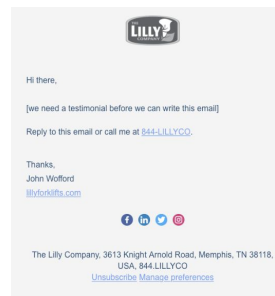 THE
LILLY
COMPANY
Hi there,
[we need a testimonial before we can write this email]
Reply to this email or call me at 844-LILLYCO.
Thanks,
John Wofford
lillyforklifts.com
The Lilly Company, 3613 Knight Arnold Road, Memphis, TN 38118,
USA, 844.LILLYCO
Unsubscribe Manage preferences